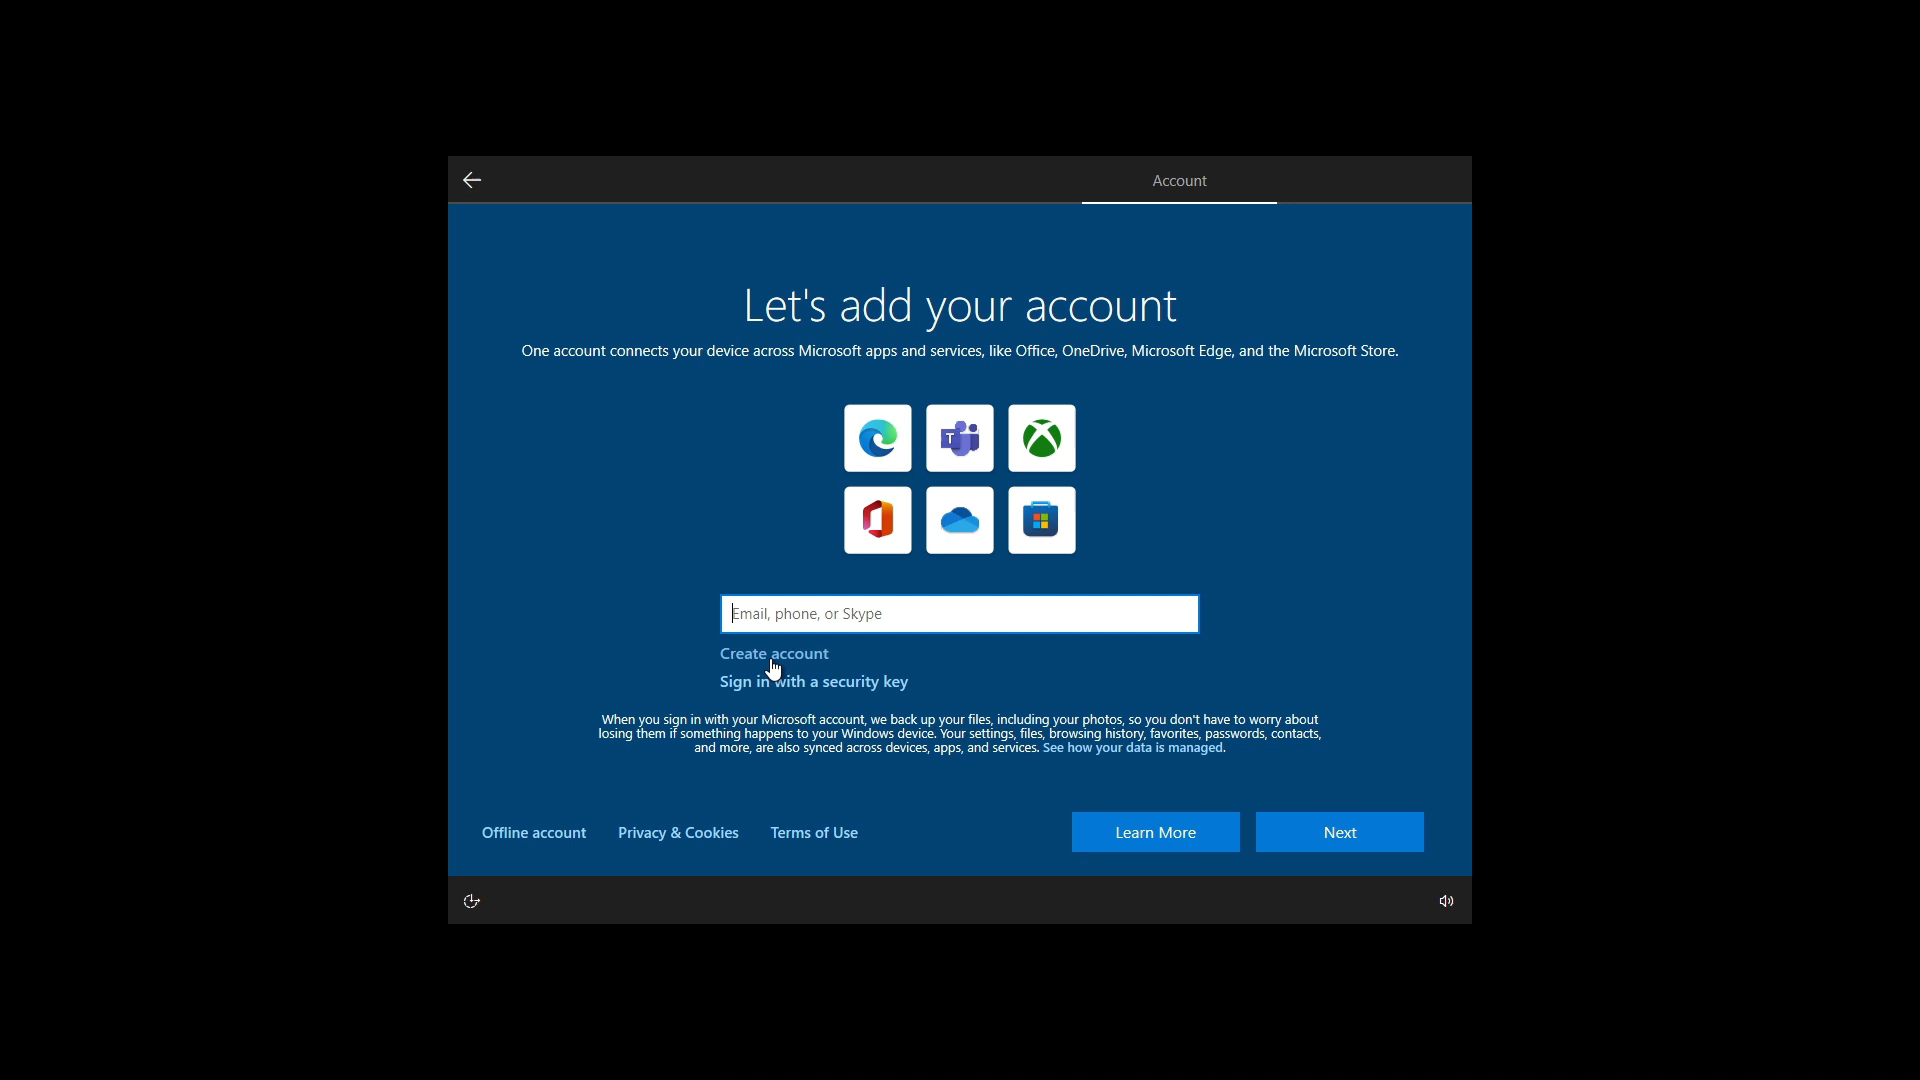 Account
Let's add your account
One account connects your device across Microsoft apps and services, like Office, OneDrive, Microsoft Edge, and the Microsoft Store.
T
Email, phone, or Skype
Create account
Sign in with a security key
When you sign in with your Microsoft account, we back up your files, including your photos, so you don't have to worry about
losing them if something happens to your Windows device. Your settings, files, browsing history, favorites, passwords, contacts,
and more, are also synced across devices, apps, and services. See how your data is managed.
Offline account Privacy & Cookies Terms of Use Learn More Next